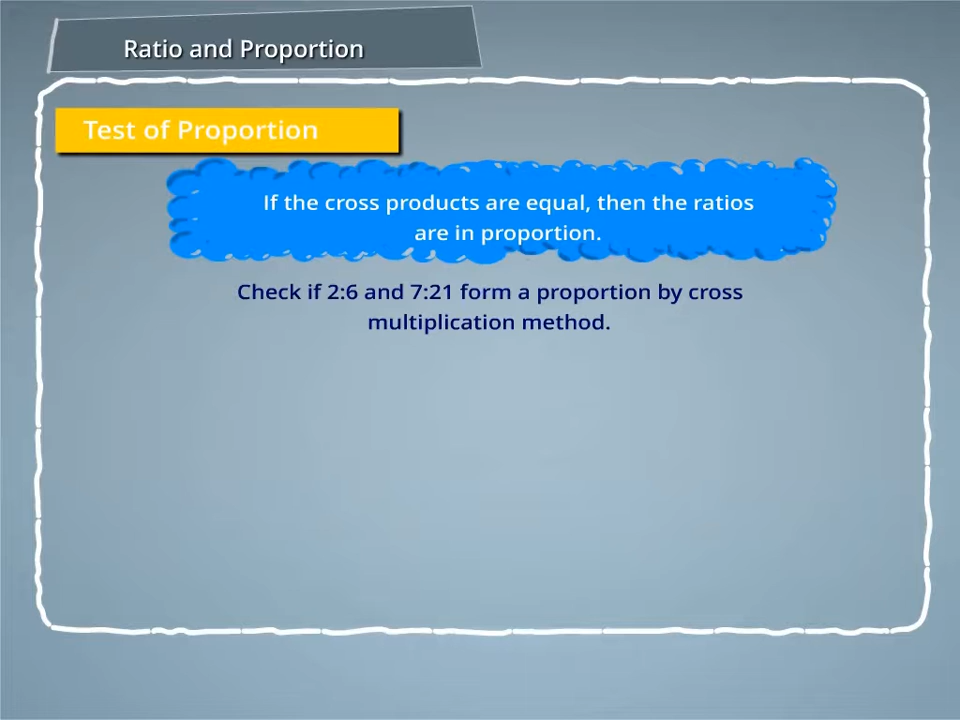 Ratio and Proportion
Test of Proportion
If the cross products are equal, then the ratios
are in proportion.
Check if 2:6 and 7:21 form a proportion by cross
multiplication method.